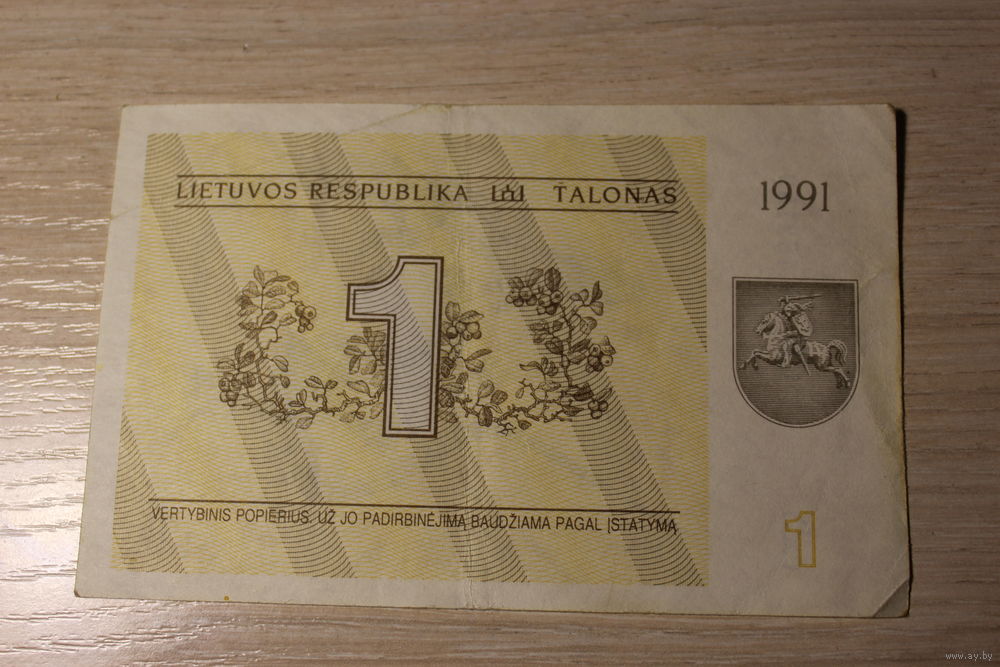 LIETUVOS RESPUBLIKA TALONAS
1991
1
VERTYBINIS POPIERIUS. UŽ JO PADIRBINĖJIMĄ BAUDŽIAMA PAGAL ĮSTATYMĄ
1
www.ay.by